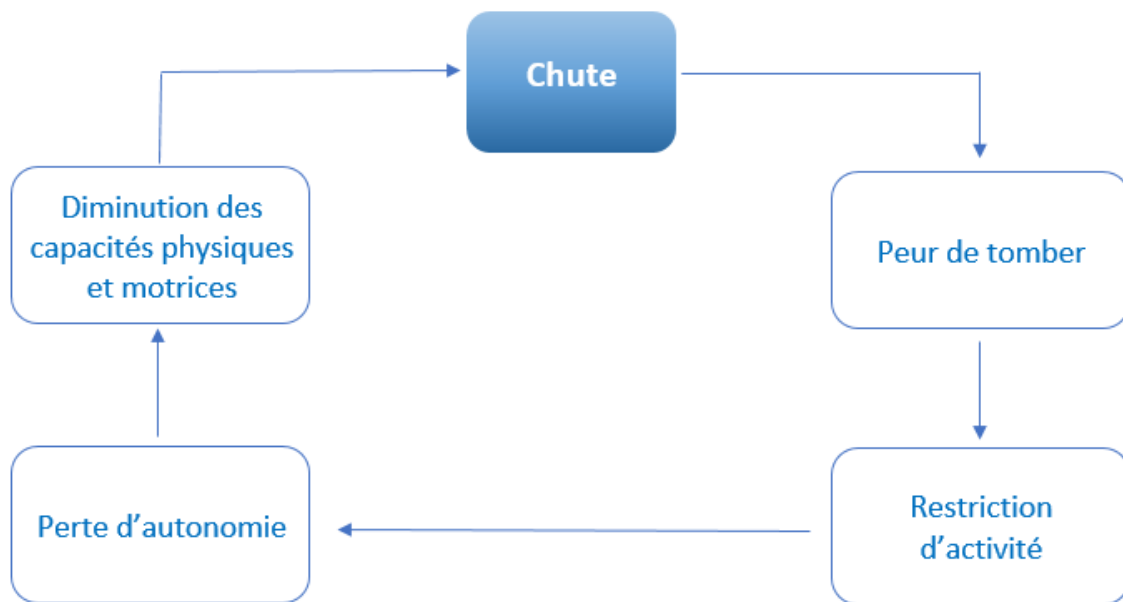 Chute
Diminution des
capacités physiques
et motrices
Peur de tomber
Perte d’autonomie
Restriction
d’activité